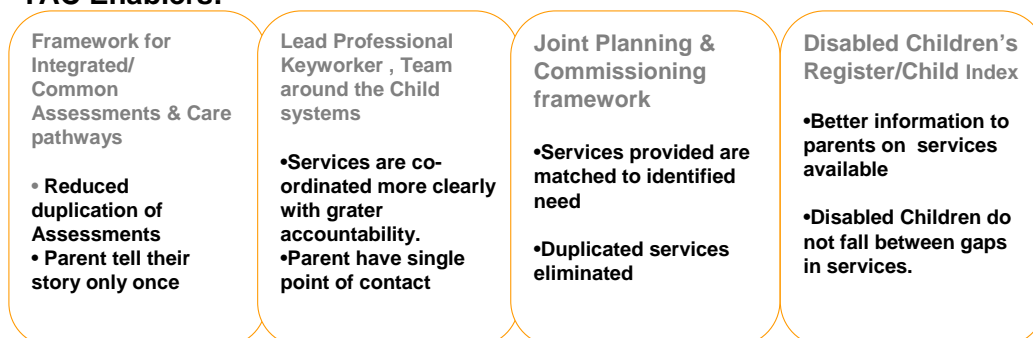 TAC Enablers:
Framework for
Integrated/
Common
Assessments & Care
pathways
• Reduced
duplication of
Assessments
• Parent tell their
story only once
Lead Professional
Keyworker , Team
around the Child
systems
•Services are co-
ordinated more clearly
with grater
accountability.
•Parent have single
point of contact
Joint Planning &
Commissioning
framework
•Services provided are
matched to identified
need
•Duplicated services
eliminated
Disabled Children’s
Register/Child Index
•Better information to
parents on services
available
•Disabled Children do
not fall between gaps
in services.